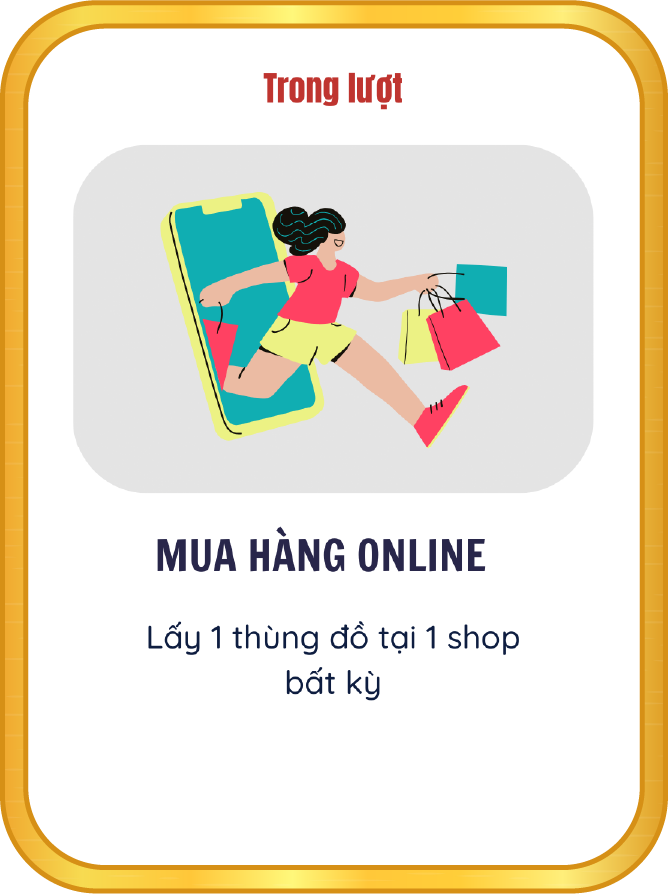 Trong lượt
MUA HÀNG ONLINE
Lấy 1 thùng đồ tại 1 shop
bất kỳ